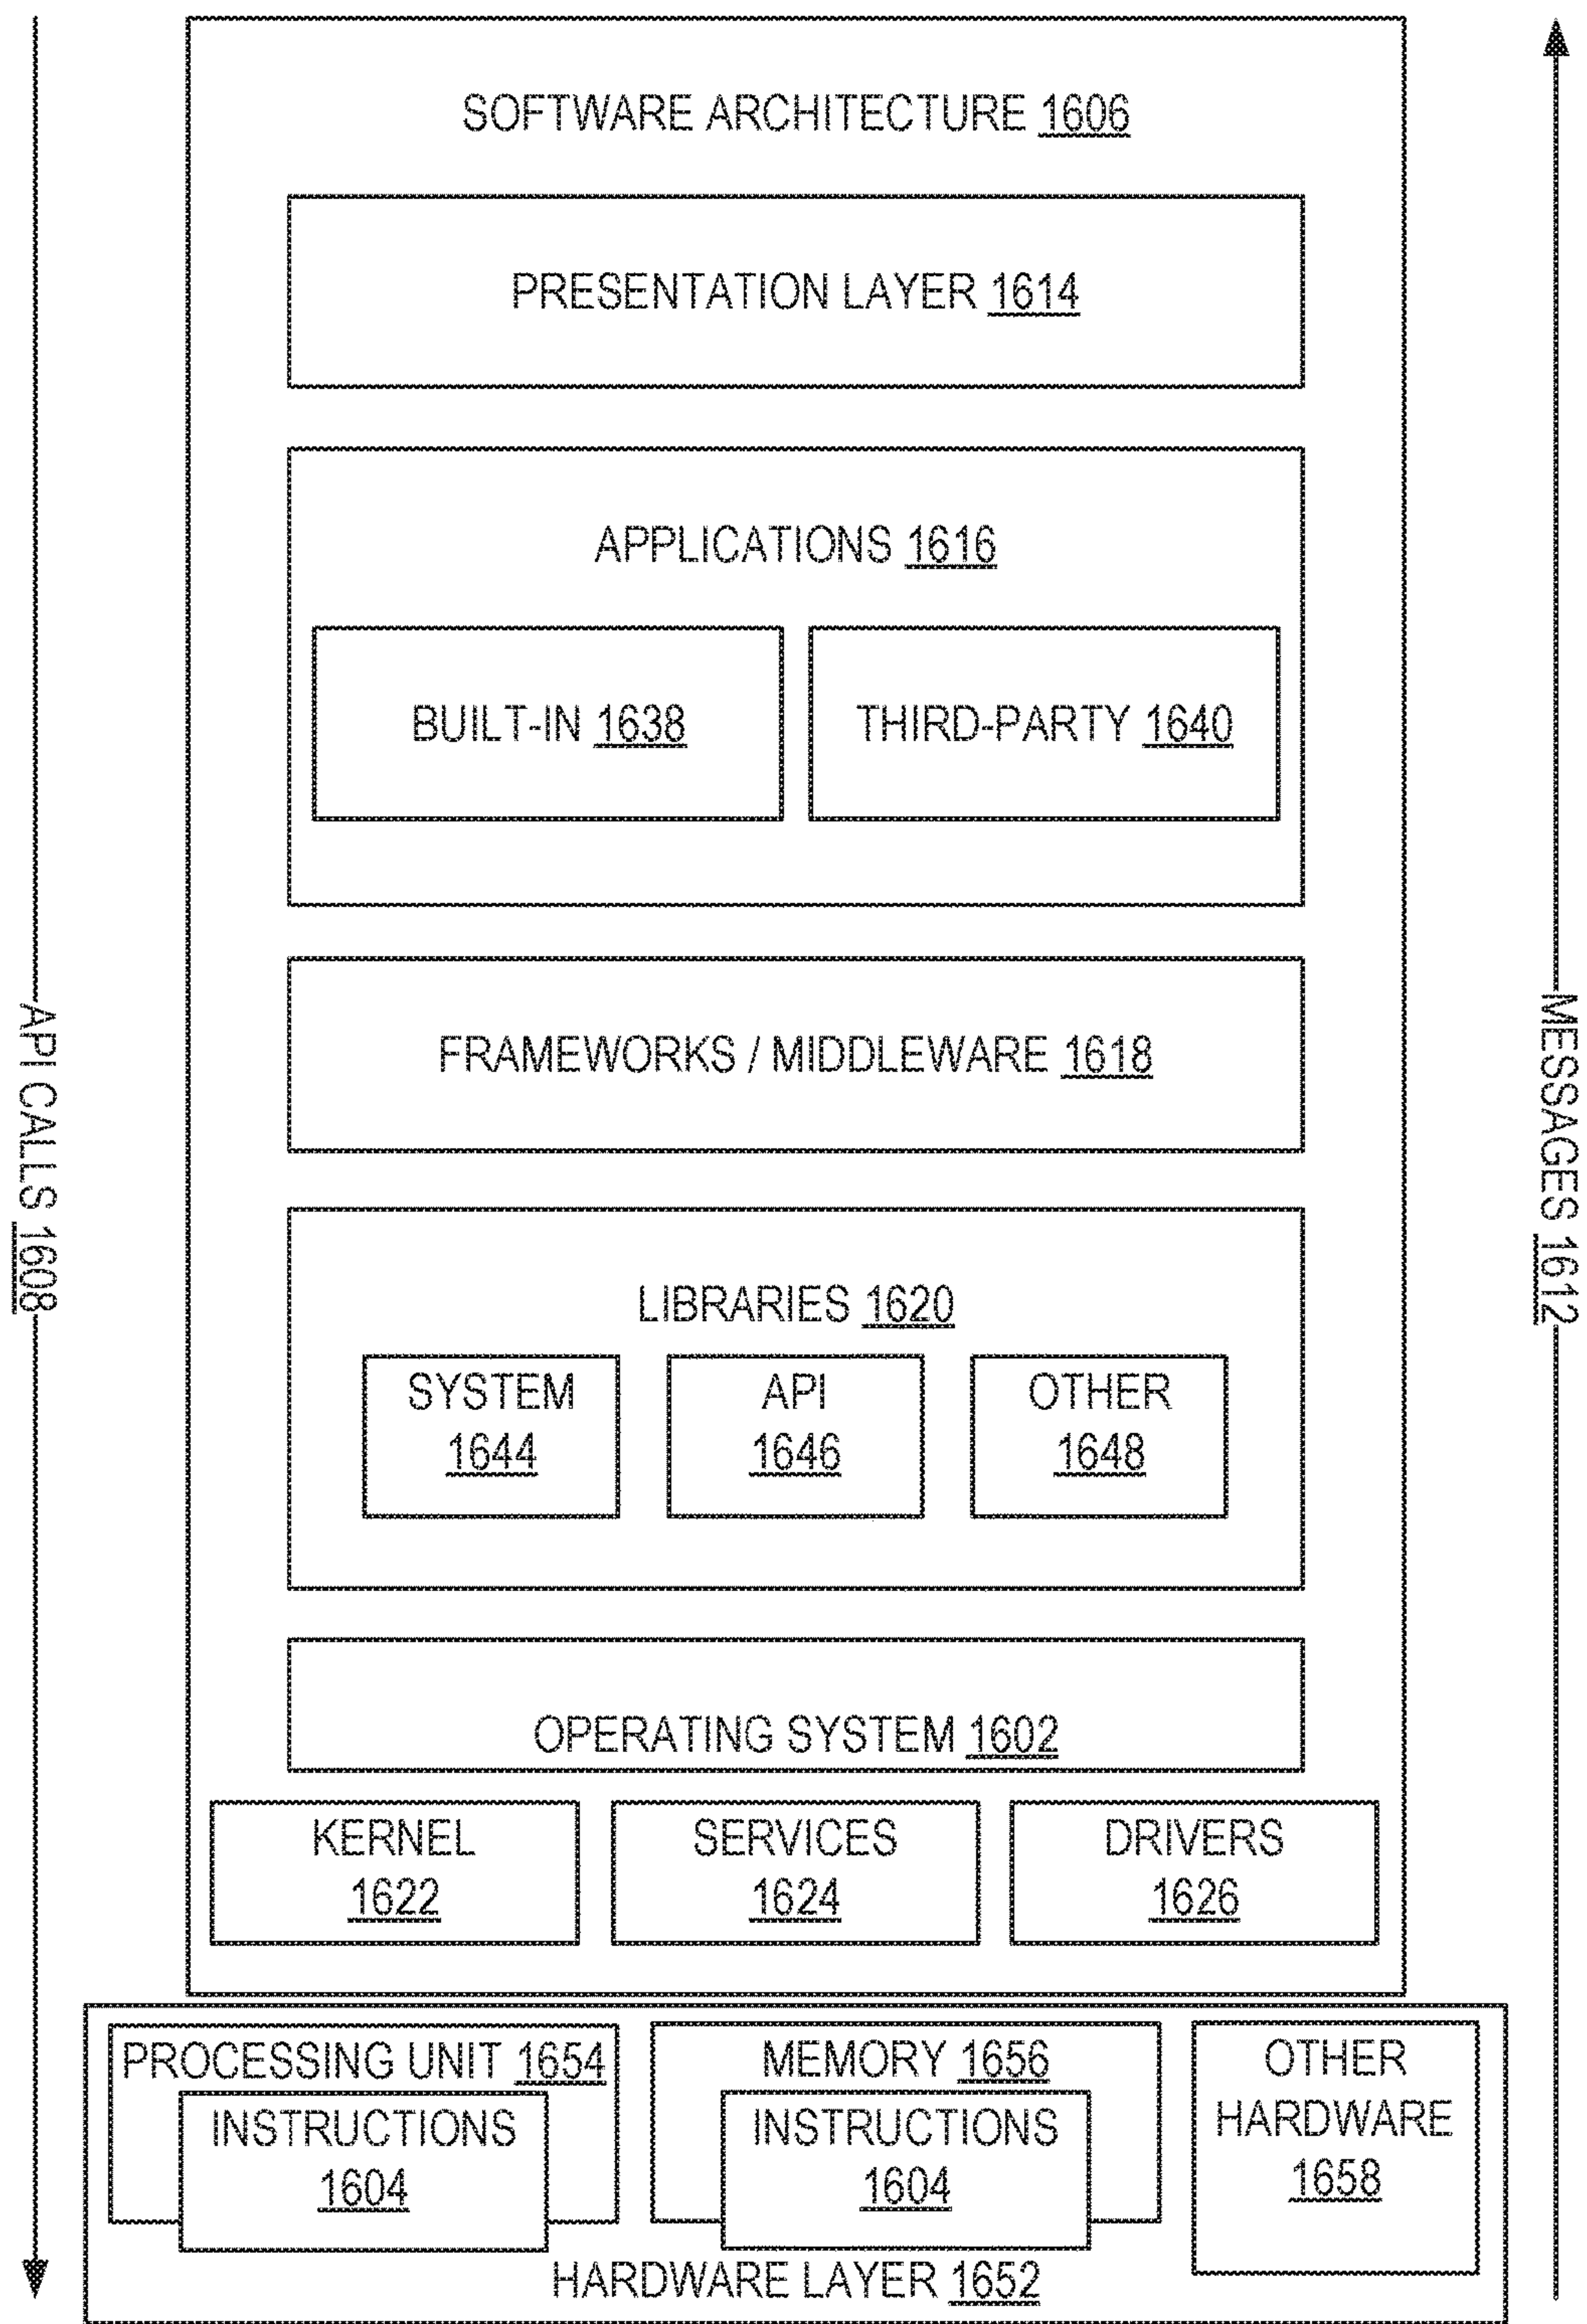 SOFTWARE ARCHITECTURE 1606
PRESENTATION LAYER 1614
APPLICATIONS 1616
BUILT-IN 1638
THIRD-PARTY 1640
FRAMEWORKS / MIDDLEWARE 1618
API CALLS 1608
MESSAGES 1612
LIBRARIES 1620
SYSTEM
1644
API
1646
OTHER
1648
OPERATING SYSTEM 1602
KERNEL
1622
SERVICES
1624
DRIVERS
1626
PROCESSING UNIT 1654
INSTRUCTIONS
1604
MEMORY 1656
INSTRUCTIONS
1604
OTHER
HARDWARE
1658
HARDWARE LAYER 1652